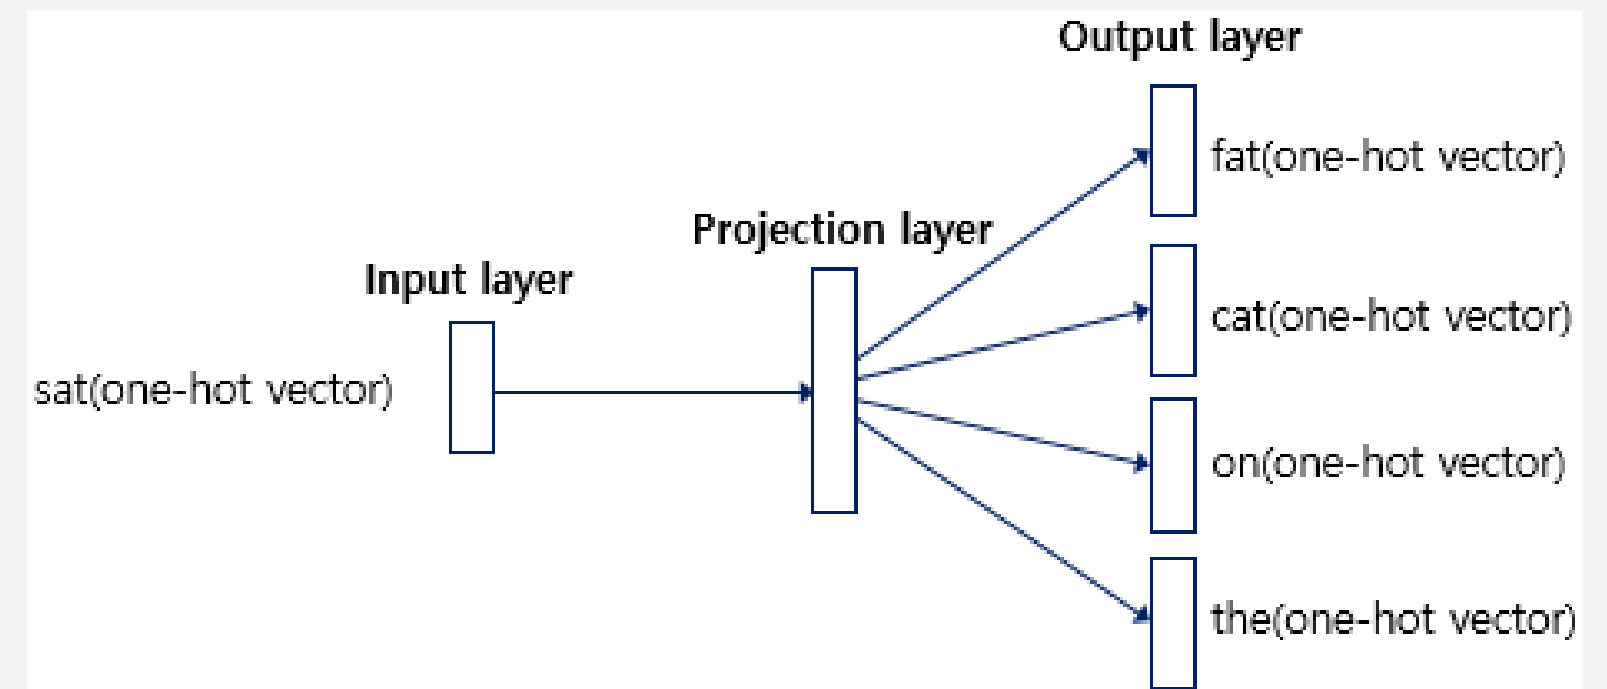 Output layer
fat(one-hot vector)
Projection layer
Input layer
cat(one-hot vector)
sat(one-hot vector)
on(one-hot vector)
the(one-hot vector)